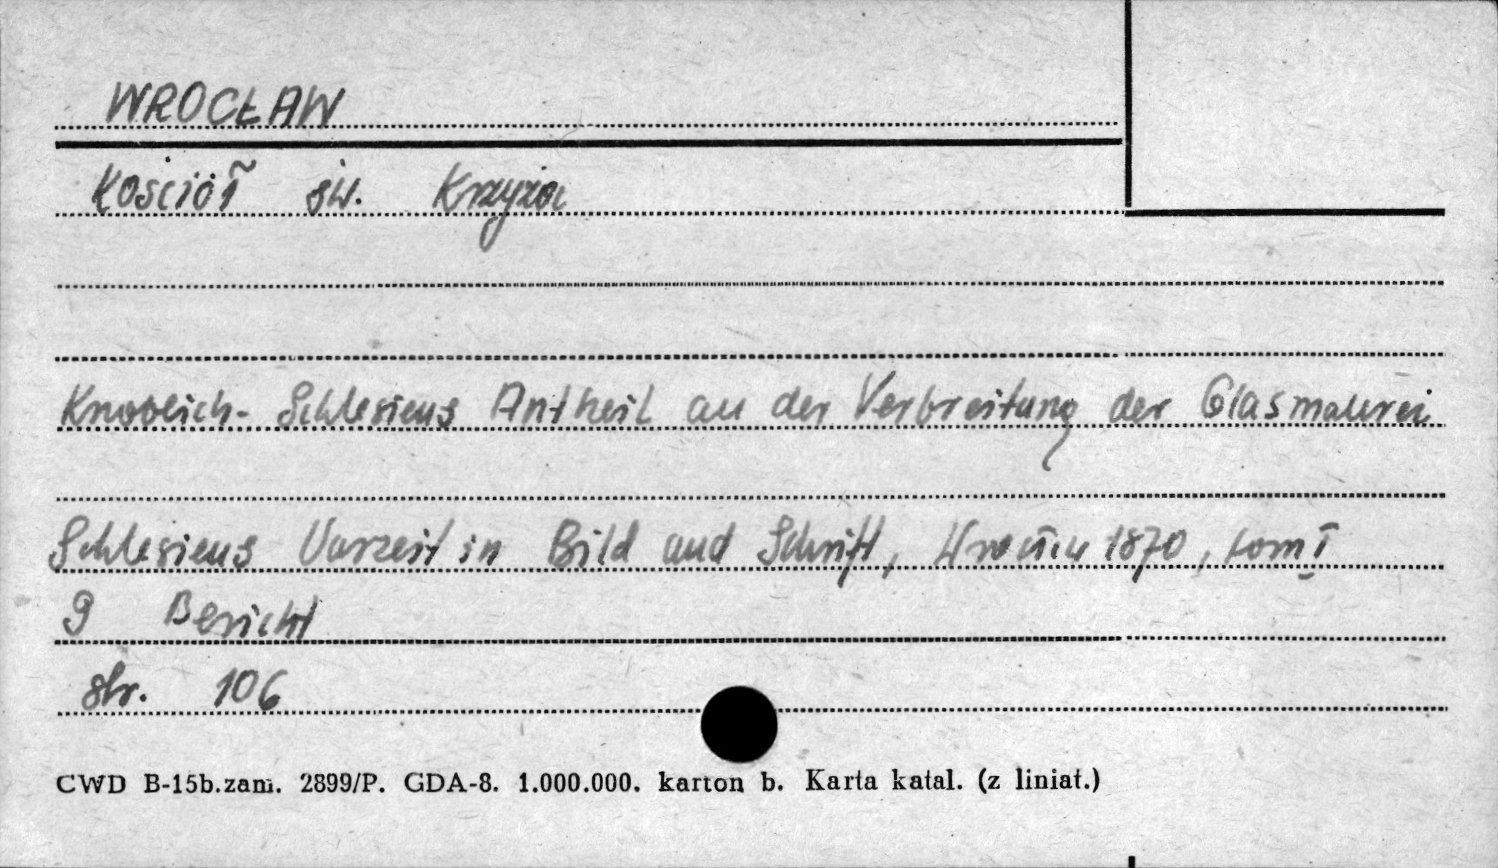 WROCŁAW
Kościół św. Krzyża
Knoblich- Schlesiens Antheil an der Verbreitung der Glasmalerei
Schlesiens Vorzeit in Bild und Schrift, Wrocław 1870, tom I
9 Bericht
str. 106
CWD B-15b.zam. 2899/P. GDA-8. 1.000.000. karton b. Karta katal. (z liniat.)